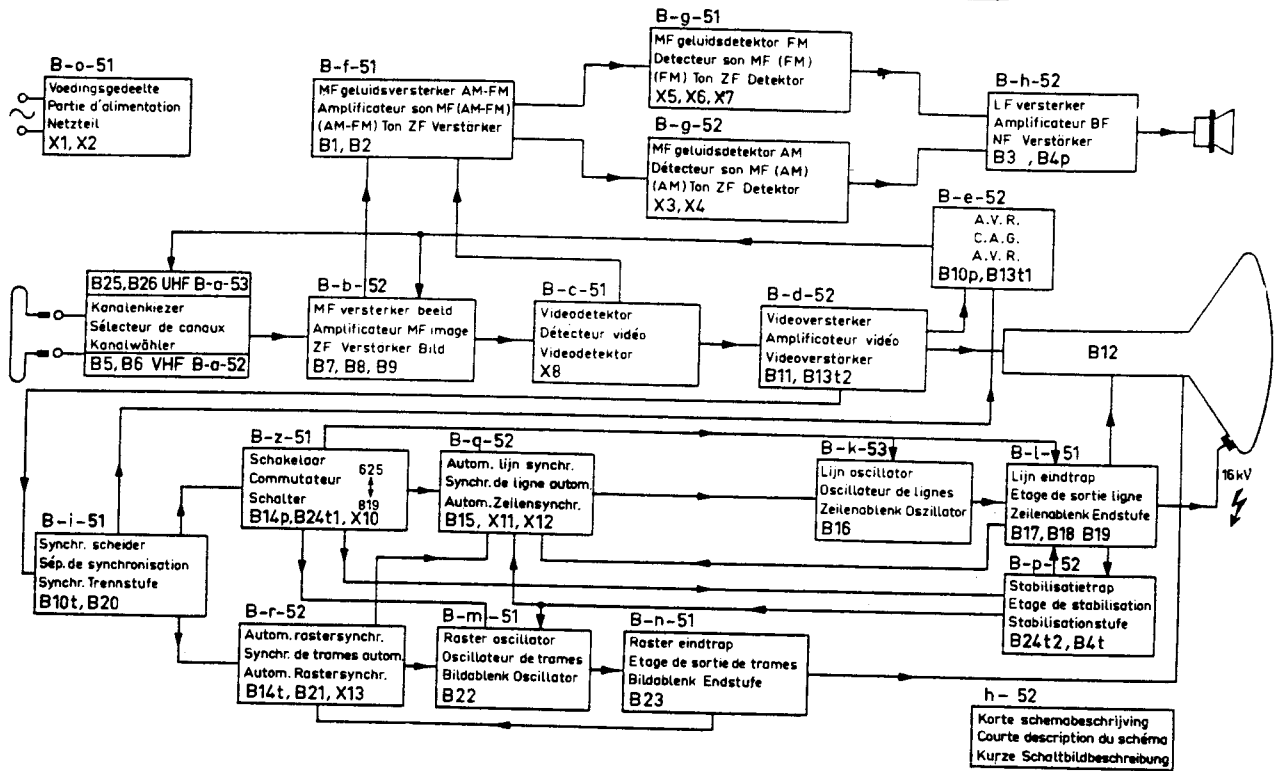 B-g-51
MF geluidsdetektor FM
Detecteur son MF (FM)
(FM) Ton ZF Detektor
X5, X6, X7
B-o-51
Voedingsgedeelte
Partie d'alimentation
Netzteil
X1, X2
B-f-51
MF geluidsversterker AM-FM
Amplificateur son MF (AM-FM)
(AM-FM) Ton ZF Verstärker
B1, B2
B-h-52
LF versterker
Amplificateur BF
NF Verstärker
B3 , B4p
B-g-52
MF geluidsdetektor AM
Détecteur son MF (AM)
(AM) Ton ZF Detektor
X3, X4
B-e-52
A.V.R.
C.A.G.
A.V.R.
B10p, B13t1
B25, B26 UHF B-a-53
Kanalenkiezer
Sélecteur de canaux
Kanalwähler
B5, B6 VHF B-a-52
B-b-52
MF versterker beeld
Amplificateur MF image
ZF Verstärker Bild
B7, B8, B9
B-c-51
Videodetektor
Détecteur vidéo
Videodetektor
X8
B-d-52
Videoversterker
Amplificateur vidéo
Videoverstärker
B11, B13t2
B12
16kV
B-z-51
Schakelaar
Commutateur
Schalter
625
819
B14p, B24t1, X10
B-q-52
Autom. lijn synchr.
Synchr. de ligne autom.
Autom. Zeilensynchr.
B15, X11, X12
B-k-53
Lijn oscillator
Oscillateur de lignes
Zeilenablenk Oszillator
B16
B-l-51
Lijn eindtrap
Etage de sortie ligne
Zeilenablenk Endstufe
B17, B18 B19
B-i-51
Synchr. scheider
Sép. de synchronisation
Synchr. Trennstufe
B10t, B20
B-p-52
Stabilisatietrap
Etage de stabilisation
Stabilisationstufe
B24t2, B4t
B-r-52
Autom. rastersynchr.
Synchr. de trames autom.
Autom. Rastersynchr.
B14t, B21, X13
B-m-51
Raster oscillator
Oscillateur de trames
Bildablenk Oscillator
B22
B-n-51
Raster eindtrap
Etage de sortie de trames
Bildablenk Endstufe
B23
h-52
Korte schemabeschrijving
Courte description du schéma
Kurze Schaltbildbeschreibung